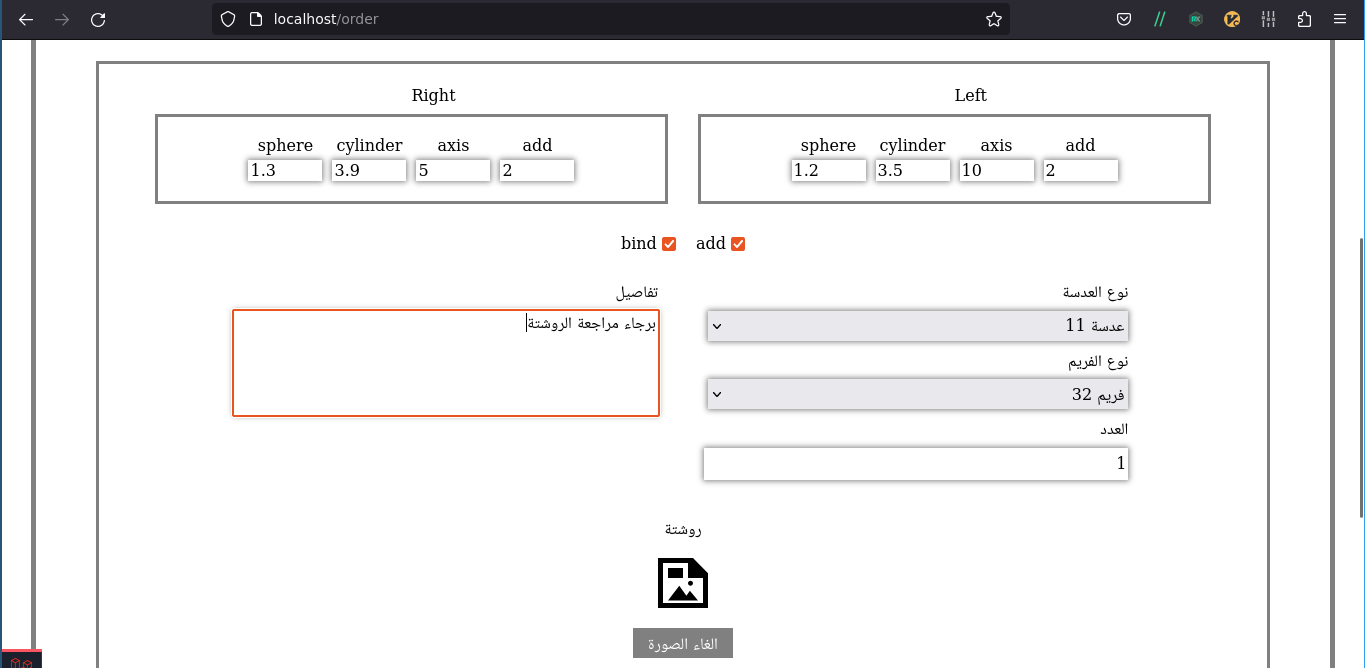 localhost/order
Right
Left
sphere cylinder axis add
1.3 3.9 5 2
sphere cylinder axis add
1.2 3.5 10 2
bind add
نوع العدسة
عدسة 11
نوع الفريم
فريم 32
العدد
1
تفاصيل
برجاء مراجعة الروشتة
روشتة
الغاء الصورة